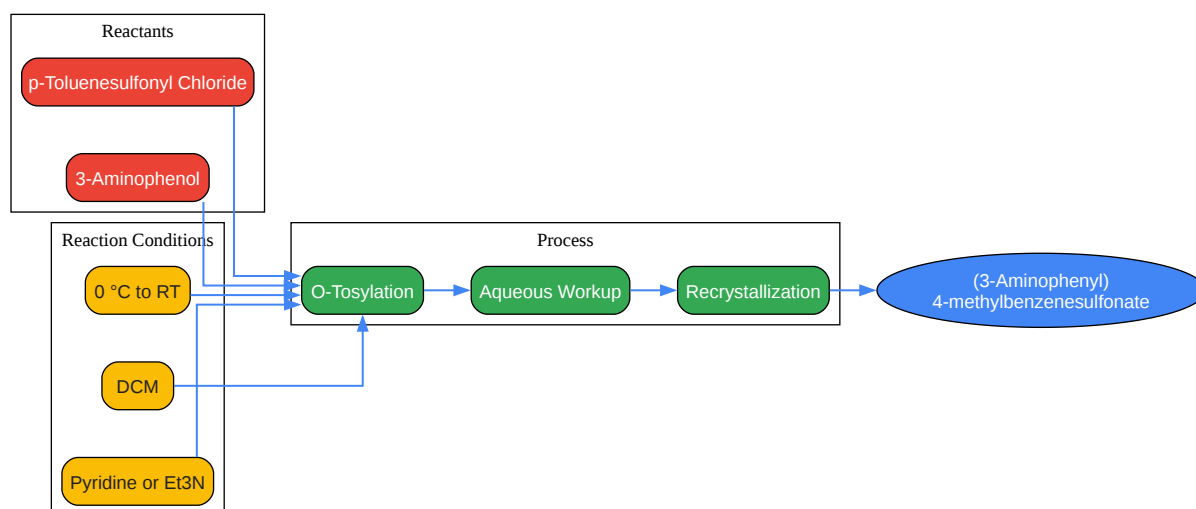 Reactants
p-Toluenesulfonyl Chloride
3-Aminophenol
Reaction Conditions
0 °C to RT
DCM
Pyridine or Et3N
Process
O-Tosylation
Aqueous Workup
Recrystallization
(3-Aminophenyl)
4-methylbenzenesulfonate